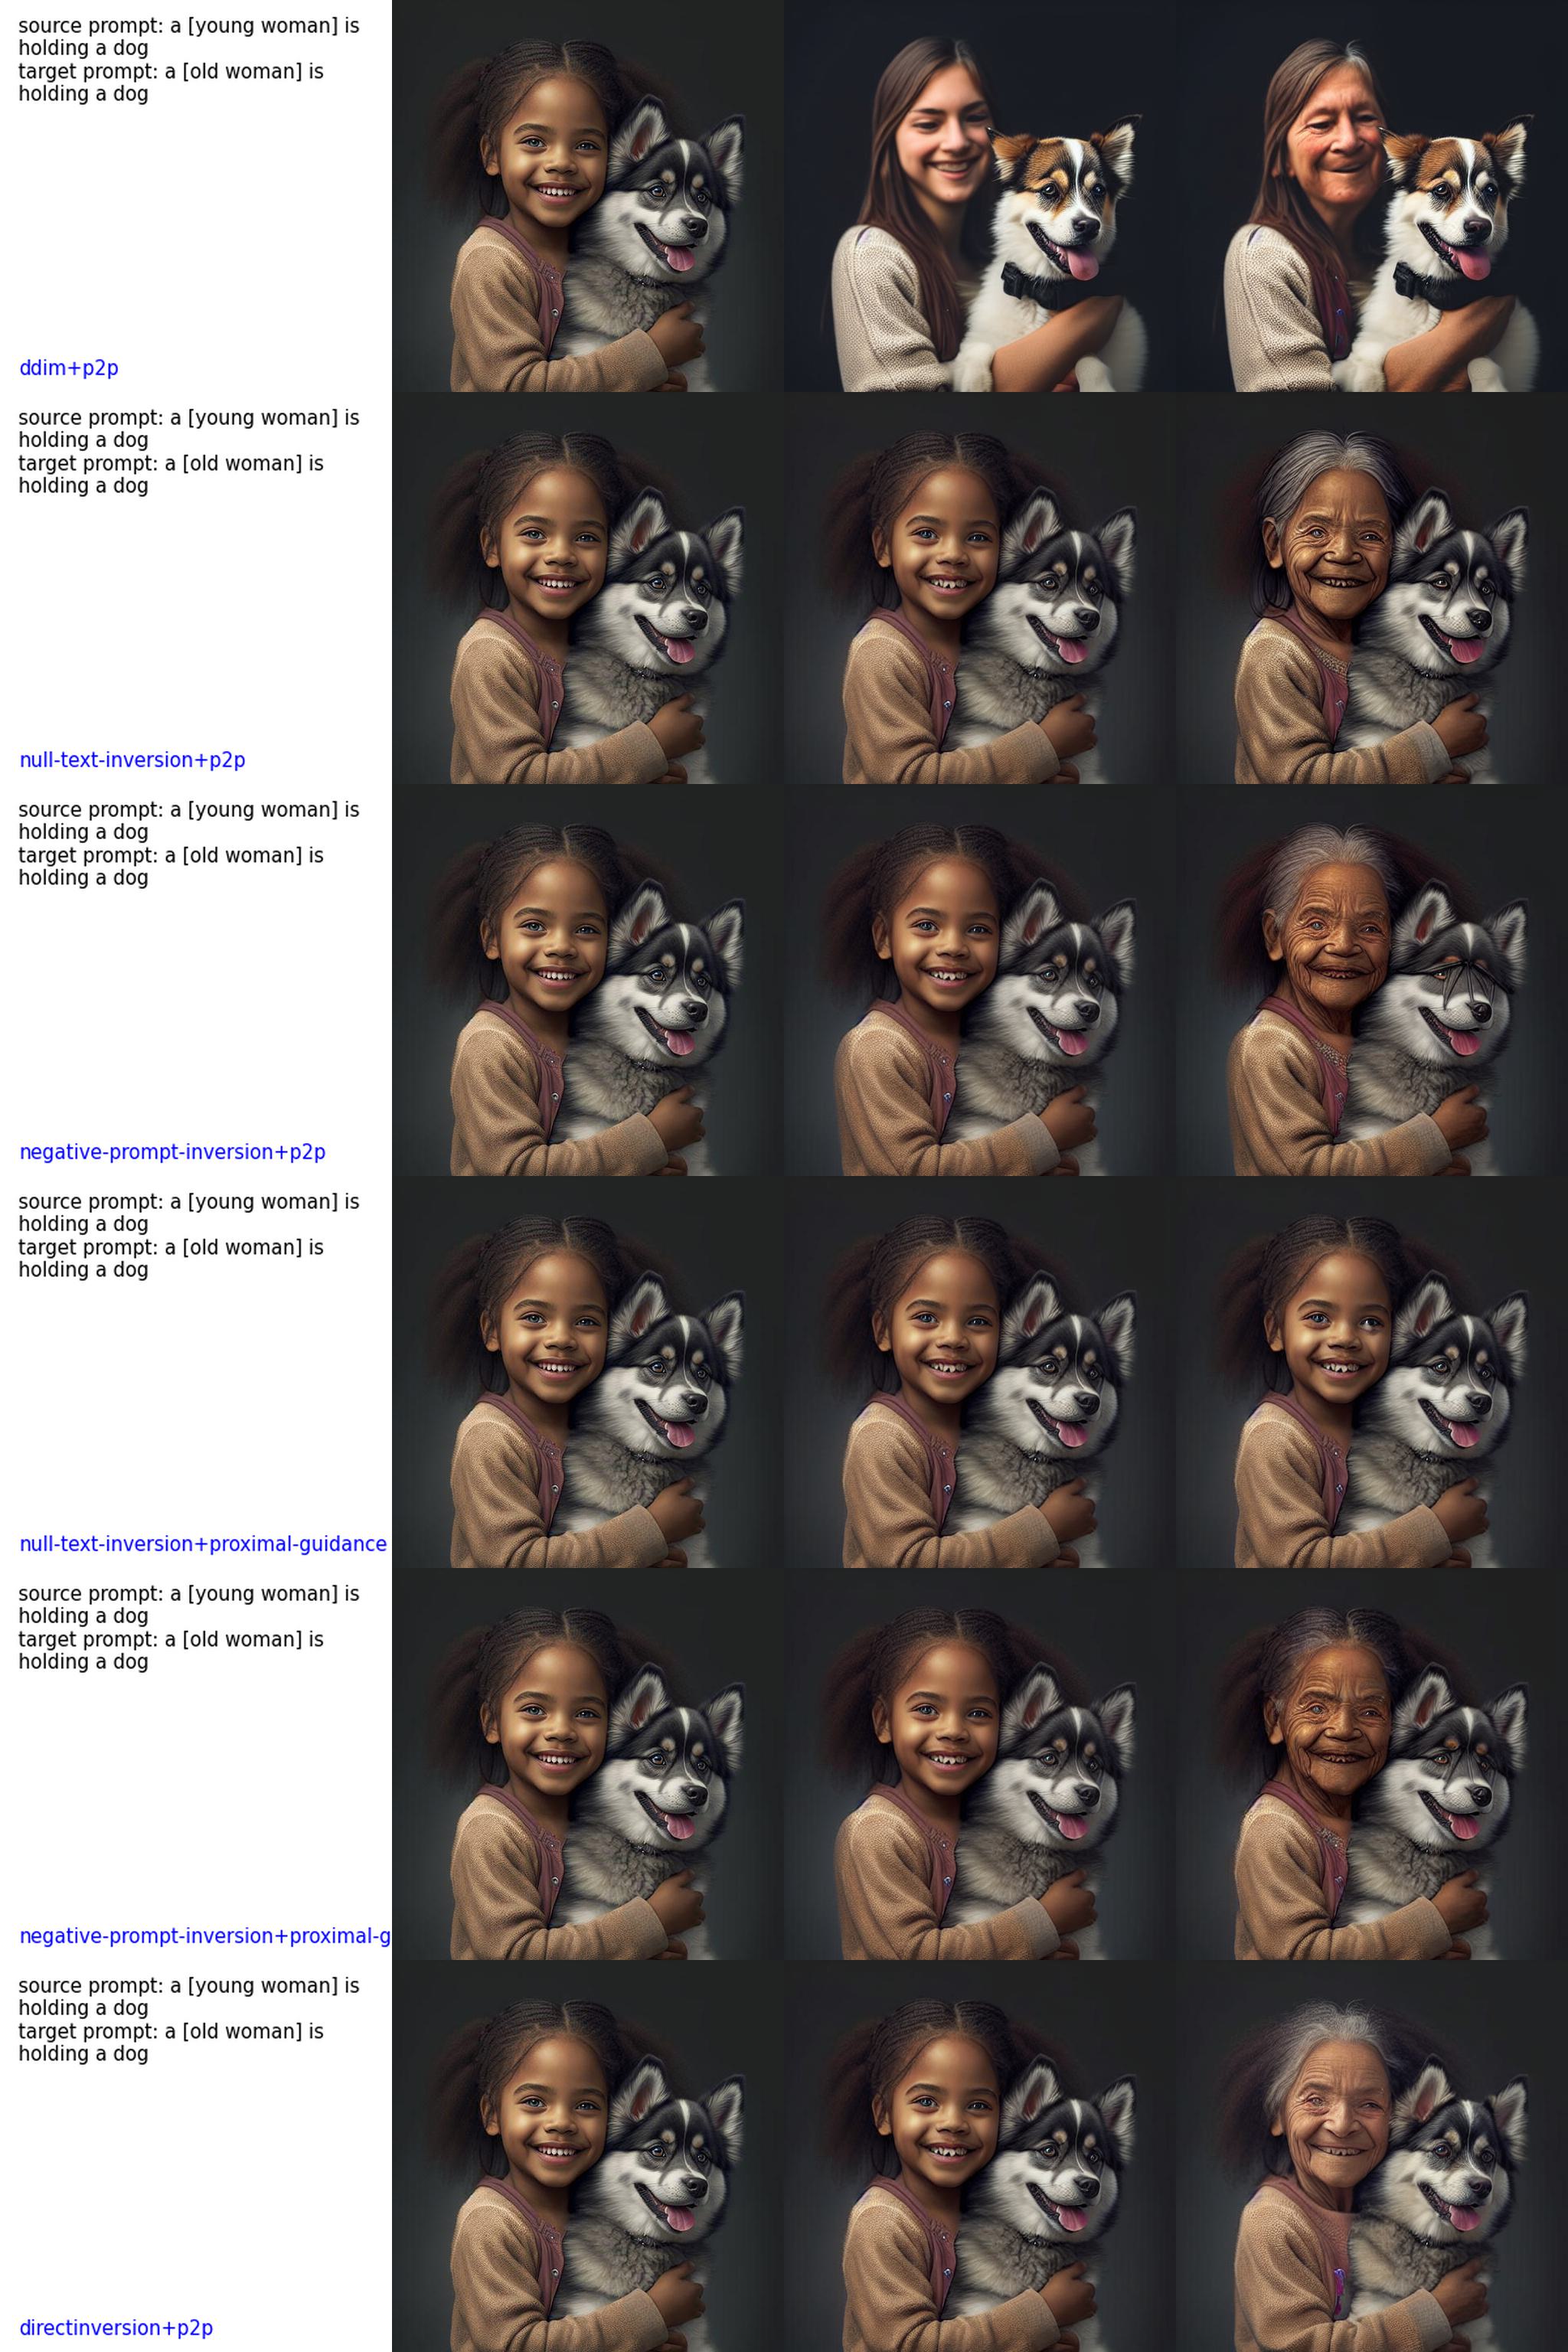 source prompt: a [young woman] is
holding a dog
target prompt: a [old woman] is
holding a dog
ddim+p2p
source prompt: a [young woman] is
holding a dog
target prompt: a [old woman] is
holding a dog
null-text-inversion+p2p
source prompt: a [young woman] is
holding a dog
target prompt: a [old woman] is
holding a dog
negative-prompt-inversion+p2p
source prompt: a [young woman] is
holding a dog
target prompt: a [old woman] is
holding a dog
null-text-inversion+proximal-guidance
source prompt: a [young woman] is
holding a dog
target prompt: a [old woman] is
holding a dog
negative-prompt-inversion+proximal-g
source prompt: a [young woman] is
holding a dog
target prompt: a [old woman] is
holding a dog
directinversion+p2p